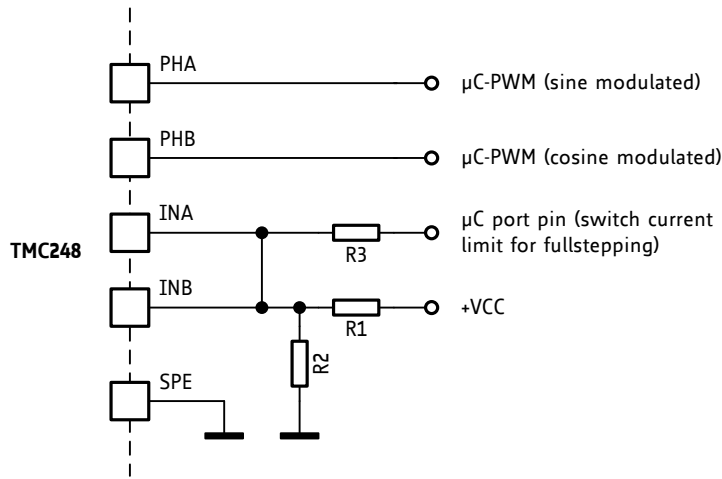 PHA
µC-PWM (sine modulated)
PHB
µC-PWM (cosine modulated)
INA
µC port pin (switch current
limit for fullstepping)
R3
TMC248
INB
+VCC
R1
R2
SPE